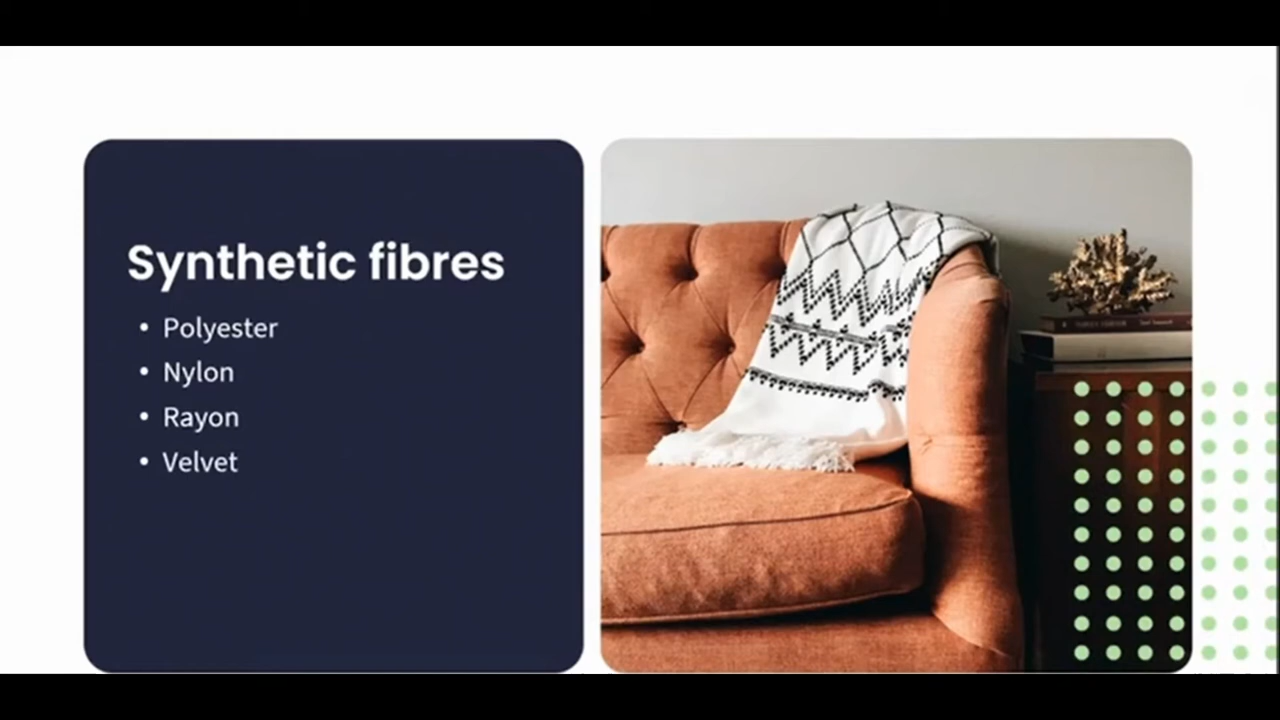 Synthetic fibres
• Polyester
• Nylon
• Rayon
• Velvet